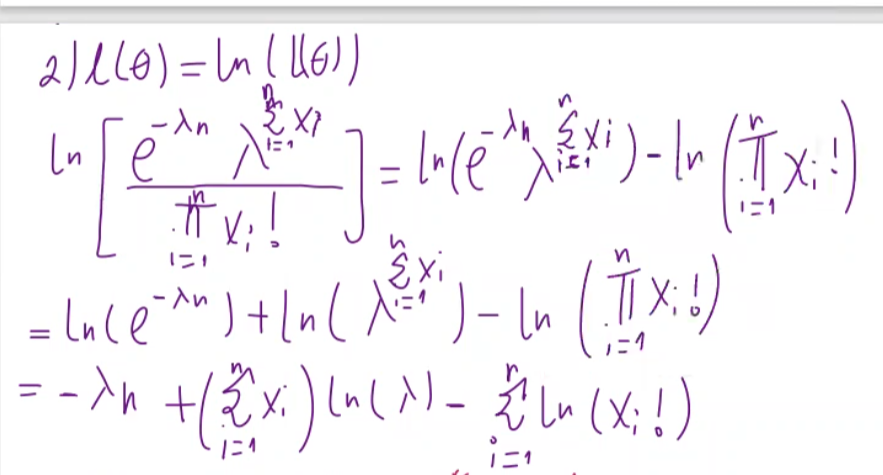 2) ℓ(θ) = ln(L(θ))
ln[e^{-λn} λ^{∑_{i=1}^{n} x_i} / ∏_{i=1}^{n} x_i!] = ln(e^{-λn} λ^{∑_{i=1}^{n} x_i}) - ln(∏_{i=1}^{n} x_i!)
= ln(e^{-λn}) + ln(λ^{∑_{i=1}^{n} x_i}) - ln(∏_{i=1}^{n} x_i!)
= -λn + (∑_{i=1}^{n} x_i) ln(λ) - ∑_{i=1}^{n} ln(x_i!)